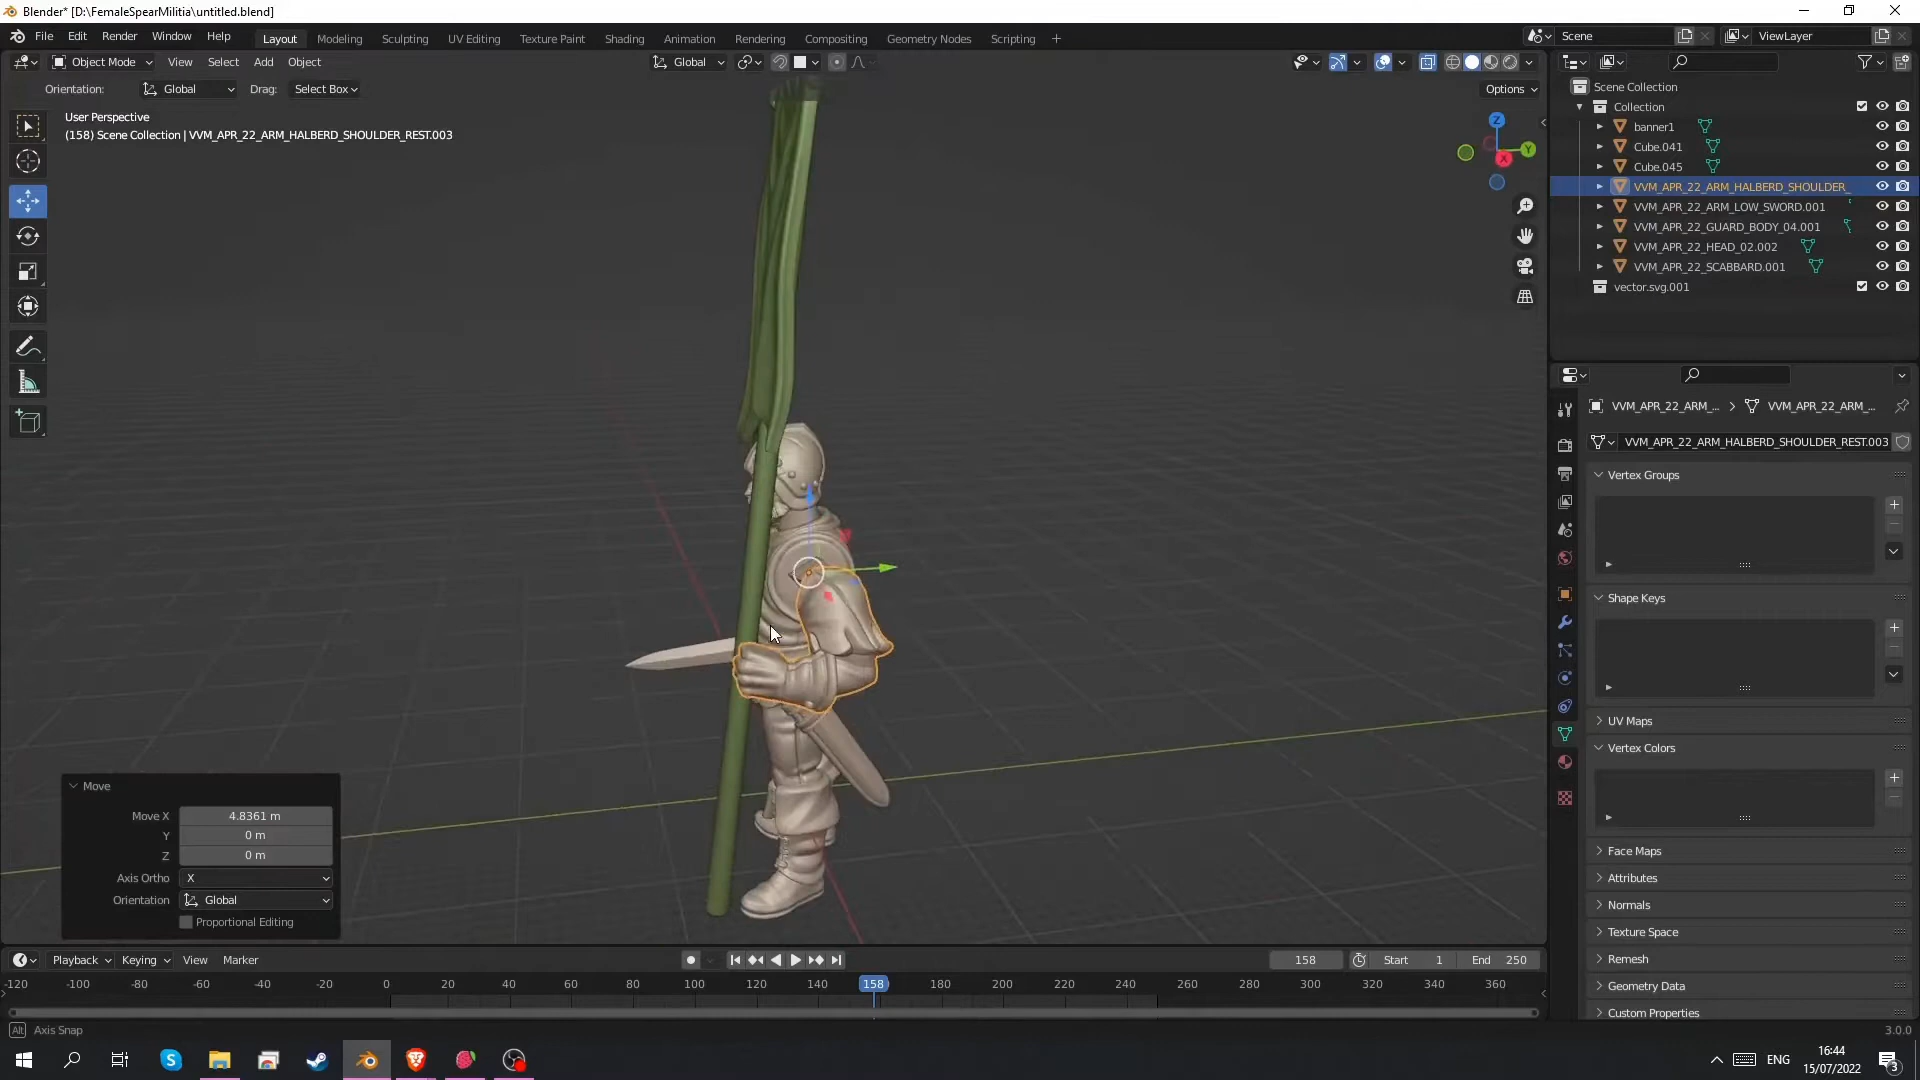 Blender* [D:\FemaleSpearMilitia\untitled.blend]
File Edit Render Window Help
Layout Modeling Sculpting UV Editing Texture Paint Shading Animation Rendering Compositing Geometry Nodes Scripting +
Scene ViewLayer
Object Mode View Select Add Object Global
Orientation: Global Drag: Select Box Options
User Perspective
(158) Scene Collection | VVM_APR_22_ARM_HALBERD_SHOULDER_REST.003
Z
Y
X
Scene Collection
Collection
banner1
Cube.041
Cube.045
VVM_APR_22_ARM_HALBERD_SHOULDER_
VVM_APR_22_ARM_LOW_SWORD.001
VVM_APR_22_GUARD_BODY_04.001
VVM_APR_22_HEAD_02.002
VVM_APR_22_SCABBARD.001
vector.svg.001
VVM_APR_22_ARM_... VVM_APR_22_ARM_...
VVM_APR_22_ARM_HALBERD_SHOULDER_REST.003
Vertex Groups
Shape Keys
UV Maps
Vertex Colors
Face Maps
Attributes
Normals
Texture Space
Remesh
Geometry Data
Custom Properties
Move
Move X 4.8361 m
Y 0 m
Z 0 m
Axis Ortho X
Orientation Global
Proportional Editing
Playback Keying View Marker 158 Start 1 End 250
-120 -100 -80 -60 -40 -20 0 20 40 60 80 100 120 140 158 180 200 220 240 260 280 300 320 340 360
Alt Axis Snap 3.0.0
ENG 16:44
15/07/2022
3